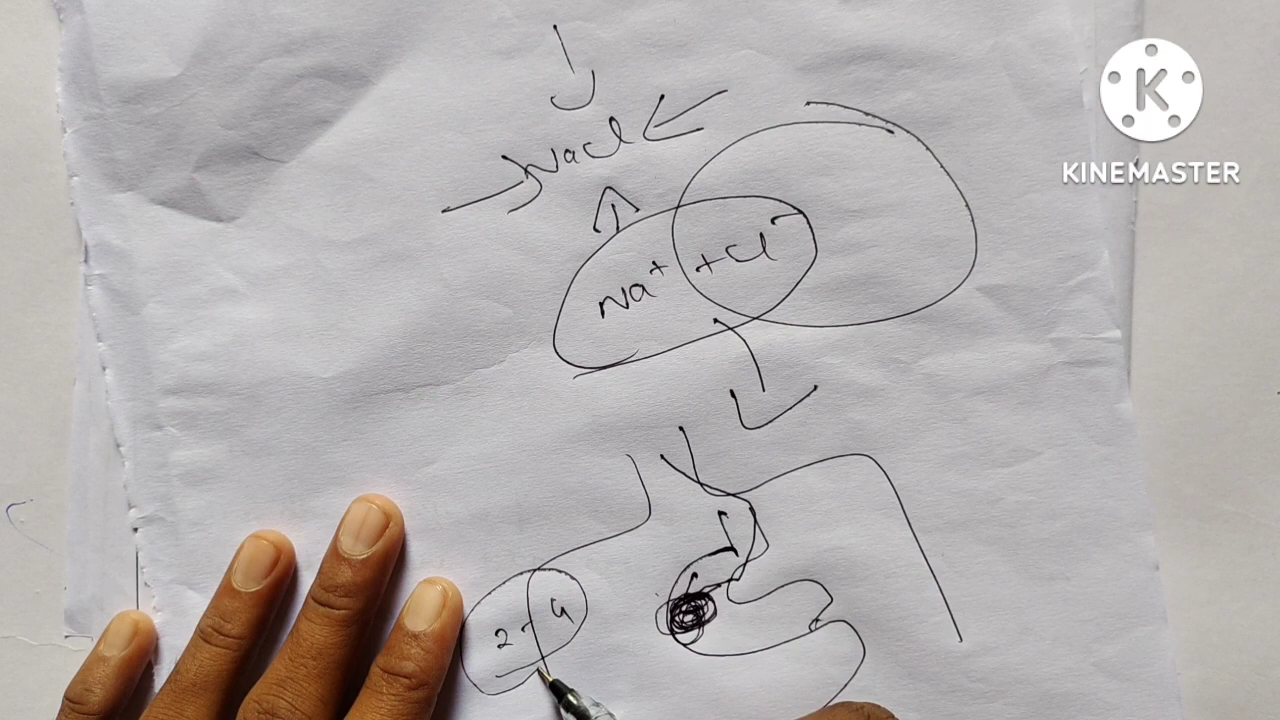 NaCl
Na⁺ + Cl⁻
2 - 4
K
KINEMASTER